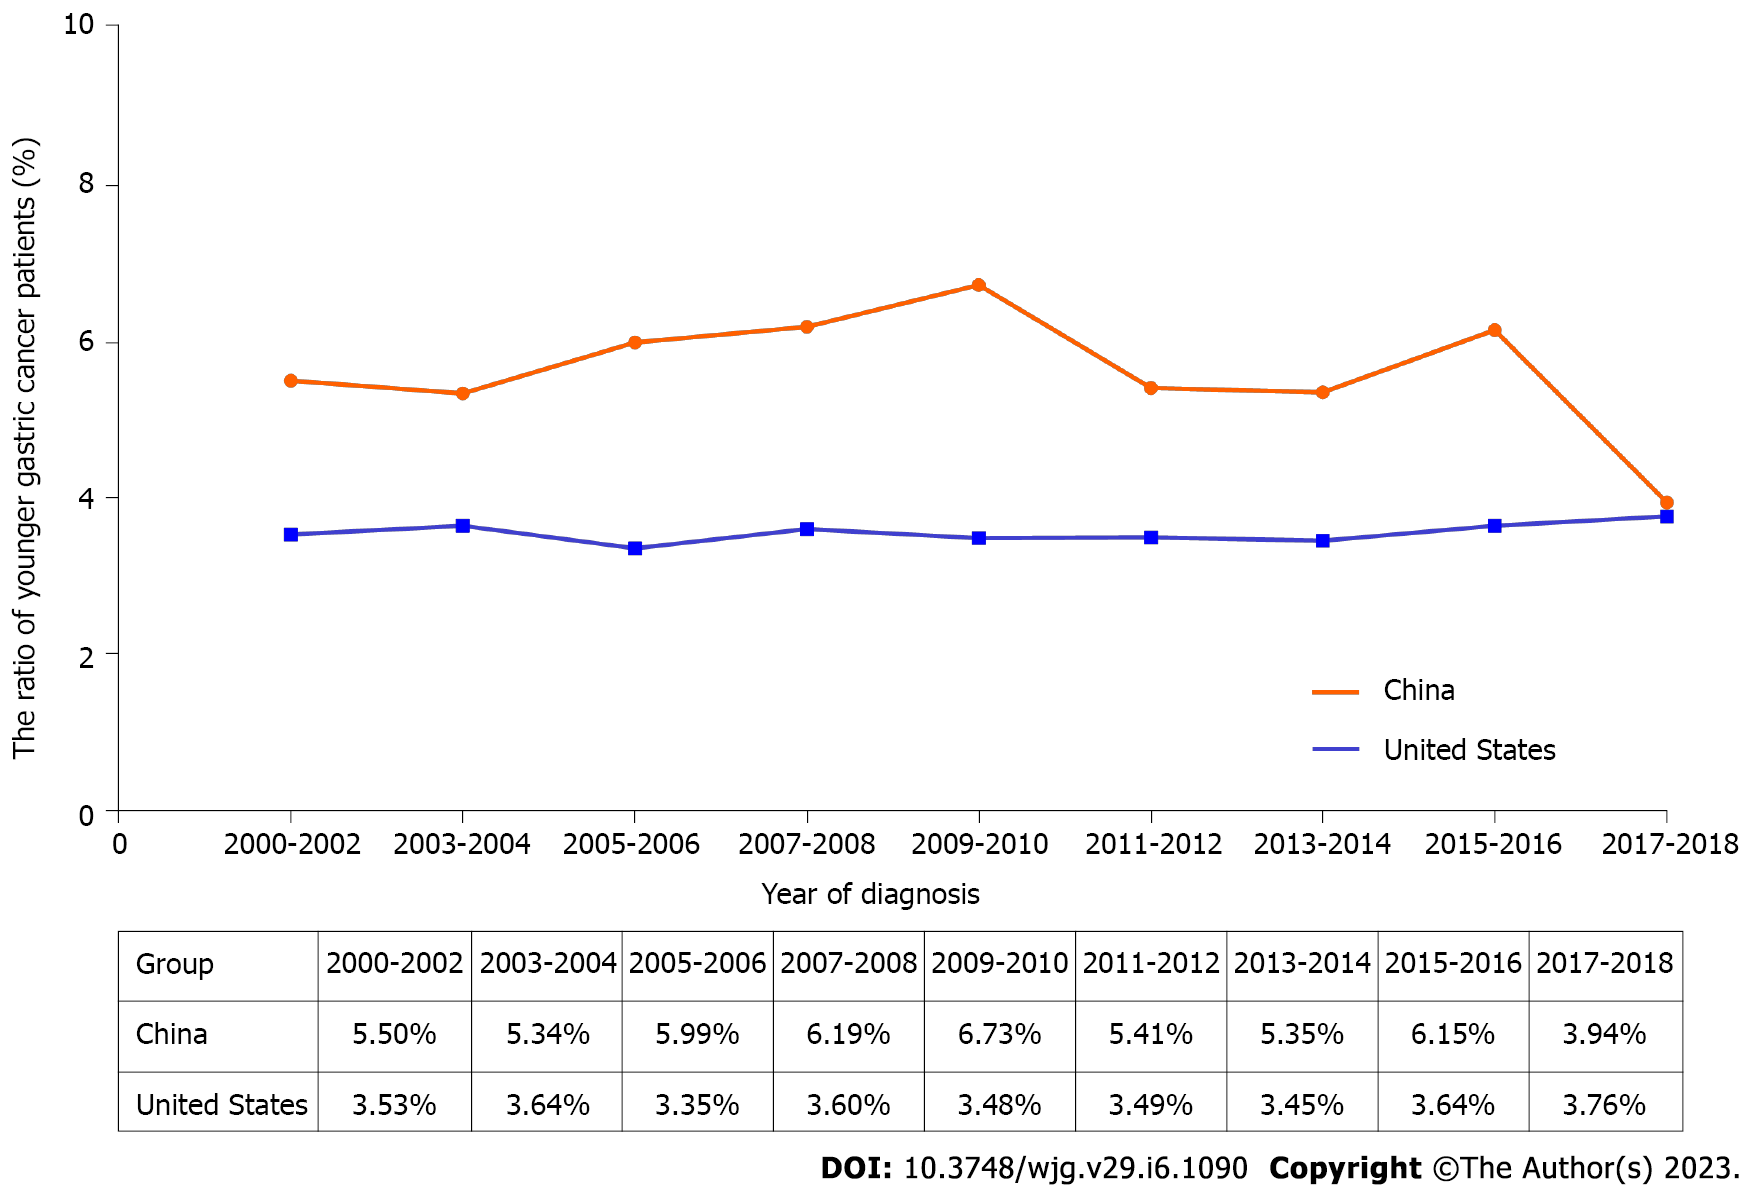 The ratio of younger gastric cancer patients (%)
10
8
6
4
2
0
China
United States
0 2000-2002 2003-2004 2005-2006 2007-2008 2009-2010 2011-2012 2013-2014 2015-2016 2017-2018
Year of diagnosis
Group 2000-2002 2003-2004 2005-2006 2007-2008 2009-2010 2011-2012 2013-2014 2015-2016 2017-2018
China 5.50% 5.34% 5.99% 6.19% 6.73% 5.41% 5.35% 6.15% 3.94%
United States 3.53% 3.64% 3.35% 3.60% 3.48% 3.49% 3.45% 3.64% 3.76%
DOI: 10.3748/wjg.v29.i6.1090 Copyright ©The Author(s) 2023.